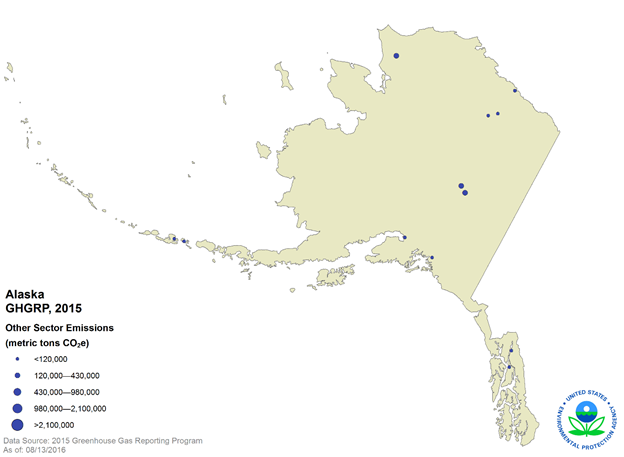 Alaska
GHGRP, 2015
Other Sector Emissions
(metric tons CO₂e)
<120,000
120,000—430,000
430,000—980,000
980,000—2,100,000
>2,100,000
Data Source: 2015 Greenhouse Gas Reporting Program
As of: 08/13/2016
UNITED STATES
ENVIRONMENTAL PROTECTION AGENCY